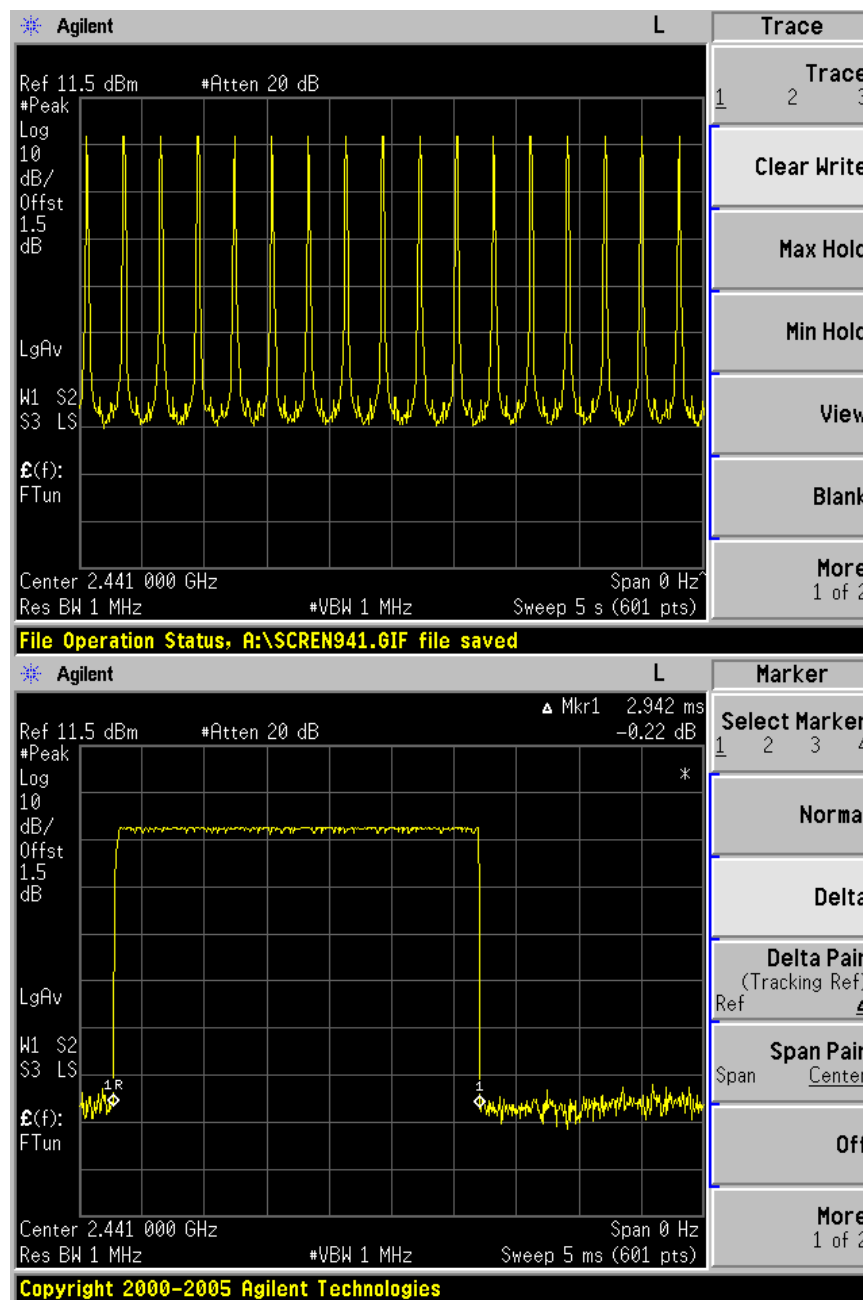 Agilent L Trace
Ref 11.5 dBm #Atten 20 dB
#Peak
Log
10
dB/
Offst
1.5
dB
LgAv
W1 S2
S3 LS
£(f):
FTun
Center 2.441 000 GHz Span 0 Hz^
Res BW 1 MHz #VBW 1 MHz Sweep 5 s (601 pts)
Trace
1 2 3
Clear Write
Max Hold
Min Hold
View
Blank
More
1 of 2
File Operation Status, A:\SCREN941.GIF file saved
Agilent L Marker
Δ Mkr1 2.942 ms
Ref 11.5 dBm #Atten 20 dB -0.22 dB
#Peak
Log
10
dB/
Offst
1.5
dB
*
LgAv
W1 S2
S3 LS
1R
1
£(f):
FTun
Center 2.441 000 GHz Span 0 Hz
Res BW 1 MHz #VBW 1 MHz Sweep 5 ms (601 pts)
Select Marker
1 2 3 4
Normal
Delta
Delta Pair
(Tracking Ref)
Ref Δ
Span Pair
Span Center
Off
More
1 of 2
Copyright 2000-2005 Agilent Technologies